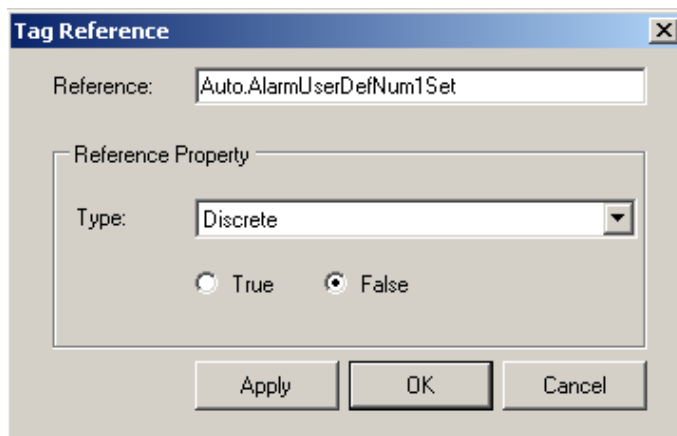 Tag Reference
Reference: Auto.AlarmUserDefNum1Set
Reference Property
Type: Discrete
True False
Apply OK Cancel